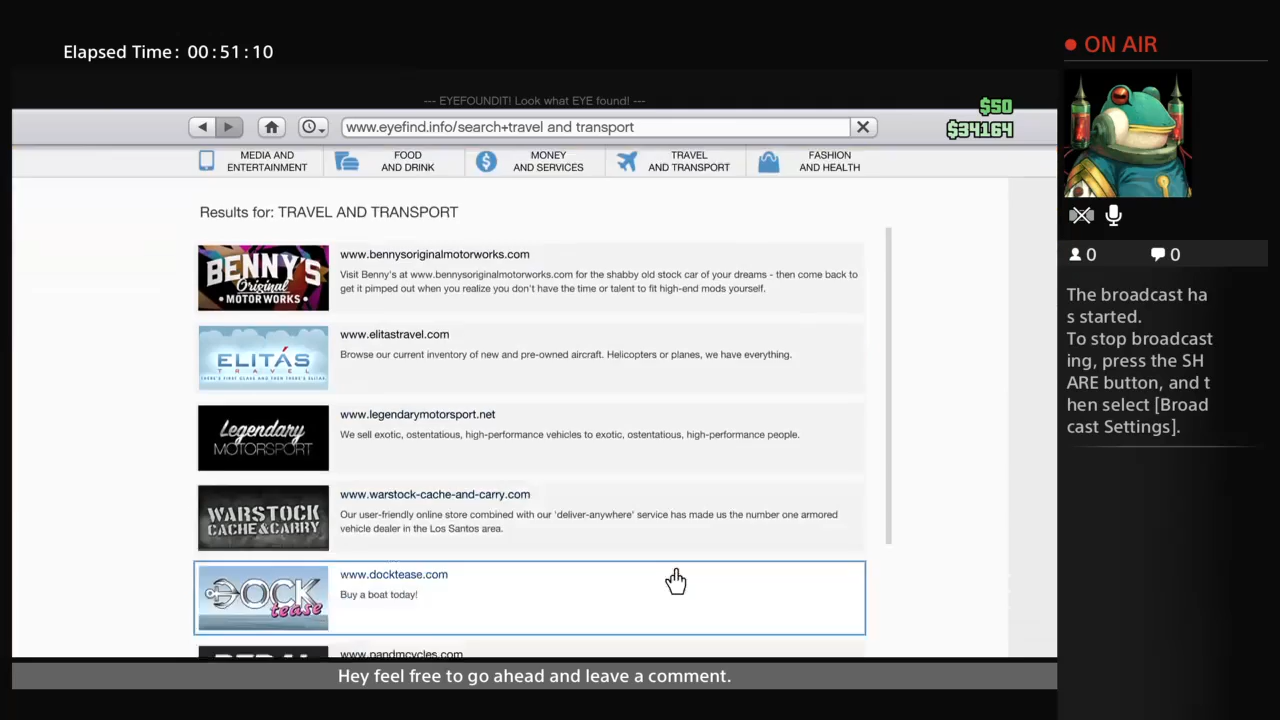 Elapsed Time: 00:51:10
ON AIR
--- EYEFOUNDIT! Look what EYE found! ---
$50
$34164
www.eyefind.info/search+travel and transport
MEDIA AND
ENTERTAINMENT
FOOD
AND DRINK
MONEY
AND SERVICES
TRAVEL
AND TRANSPORT
FASHION
AND HEALTH
Results for: TRAVEL AND TRANSPORT
BENNY'S
Original
MOTOR WORKS
www.bennysoriginalmotorworks.com
Visit Benny's at www.bennysoriginalmotorworks.com for the shabby old stock car of your dreams - then come back to
get it pimped out when you realize you don't have the time or talent to fit high-end mods yourself.
ELITÁS
TRAVEL
THERE'S FIRST CLASS AND THEN THERE'S ELITÁS
www.elitastravel.com
Browse our current inventory of new and pre-owned aircraft. Helicopters or planes, we have everything.
Legendary
MOTORSPORT
www.legendarymotorsport.net
We sell exotic, ostentatious, high-performance vehicles to exotic, ostentatious, high-performance people.
WARSTOCK
CACHE & CARRY
www.warstock-cache-and-carry.com
Our user-friendly online store combined with our 'deliver-anywhere' service has made us the number one armored
vehicle dealer in the Los Santos area.
DOCK
tease
www.docktease.com
Buy a boat today!
www.pandmcycles.com
0
0
The broadcast ha
s started.
To stop broadcast
ing, press the SH
ARE button, and t
hen select [Broad
cast Settings].
Hey feel free to go ahead and leave a comment.